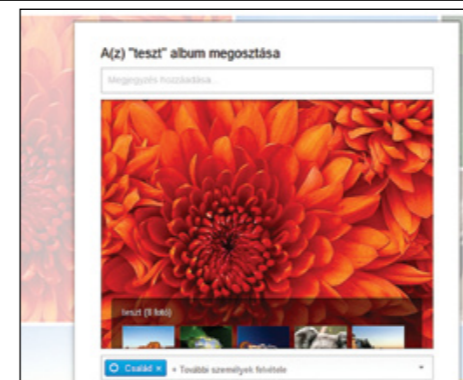 A(z) "teszt" album megosztása
Megjegyzés hozzáadása...
teszt (8 fotó)
Család × + További személyek felvétele